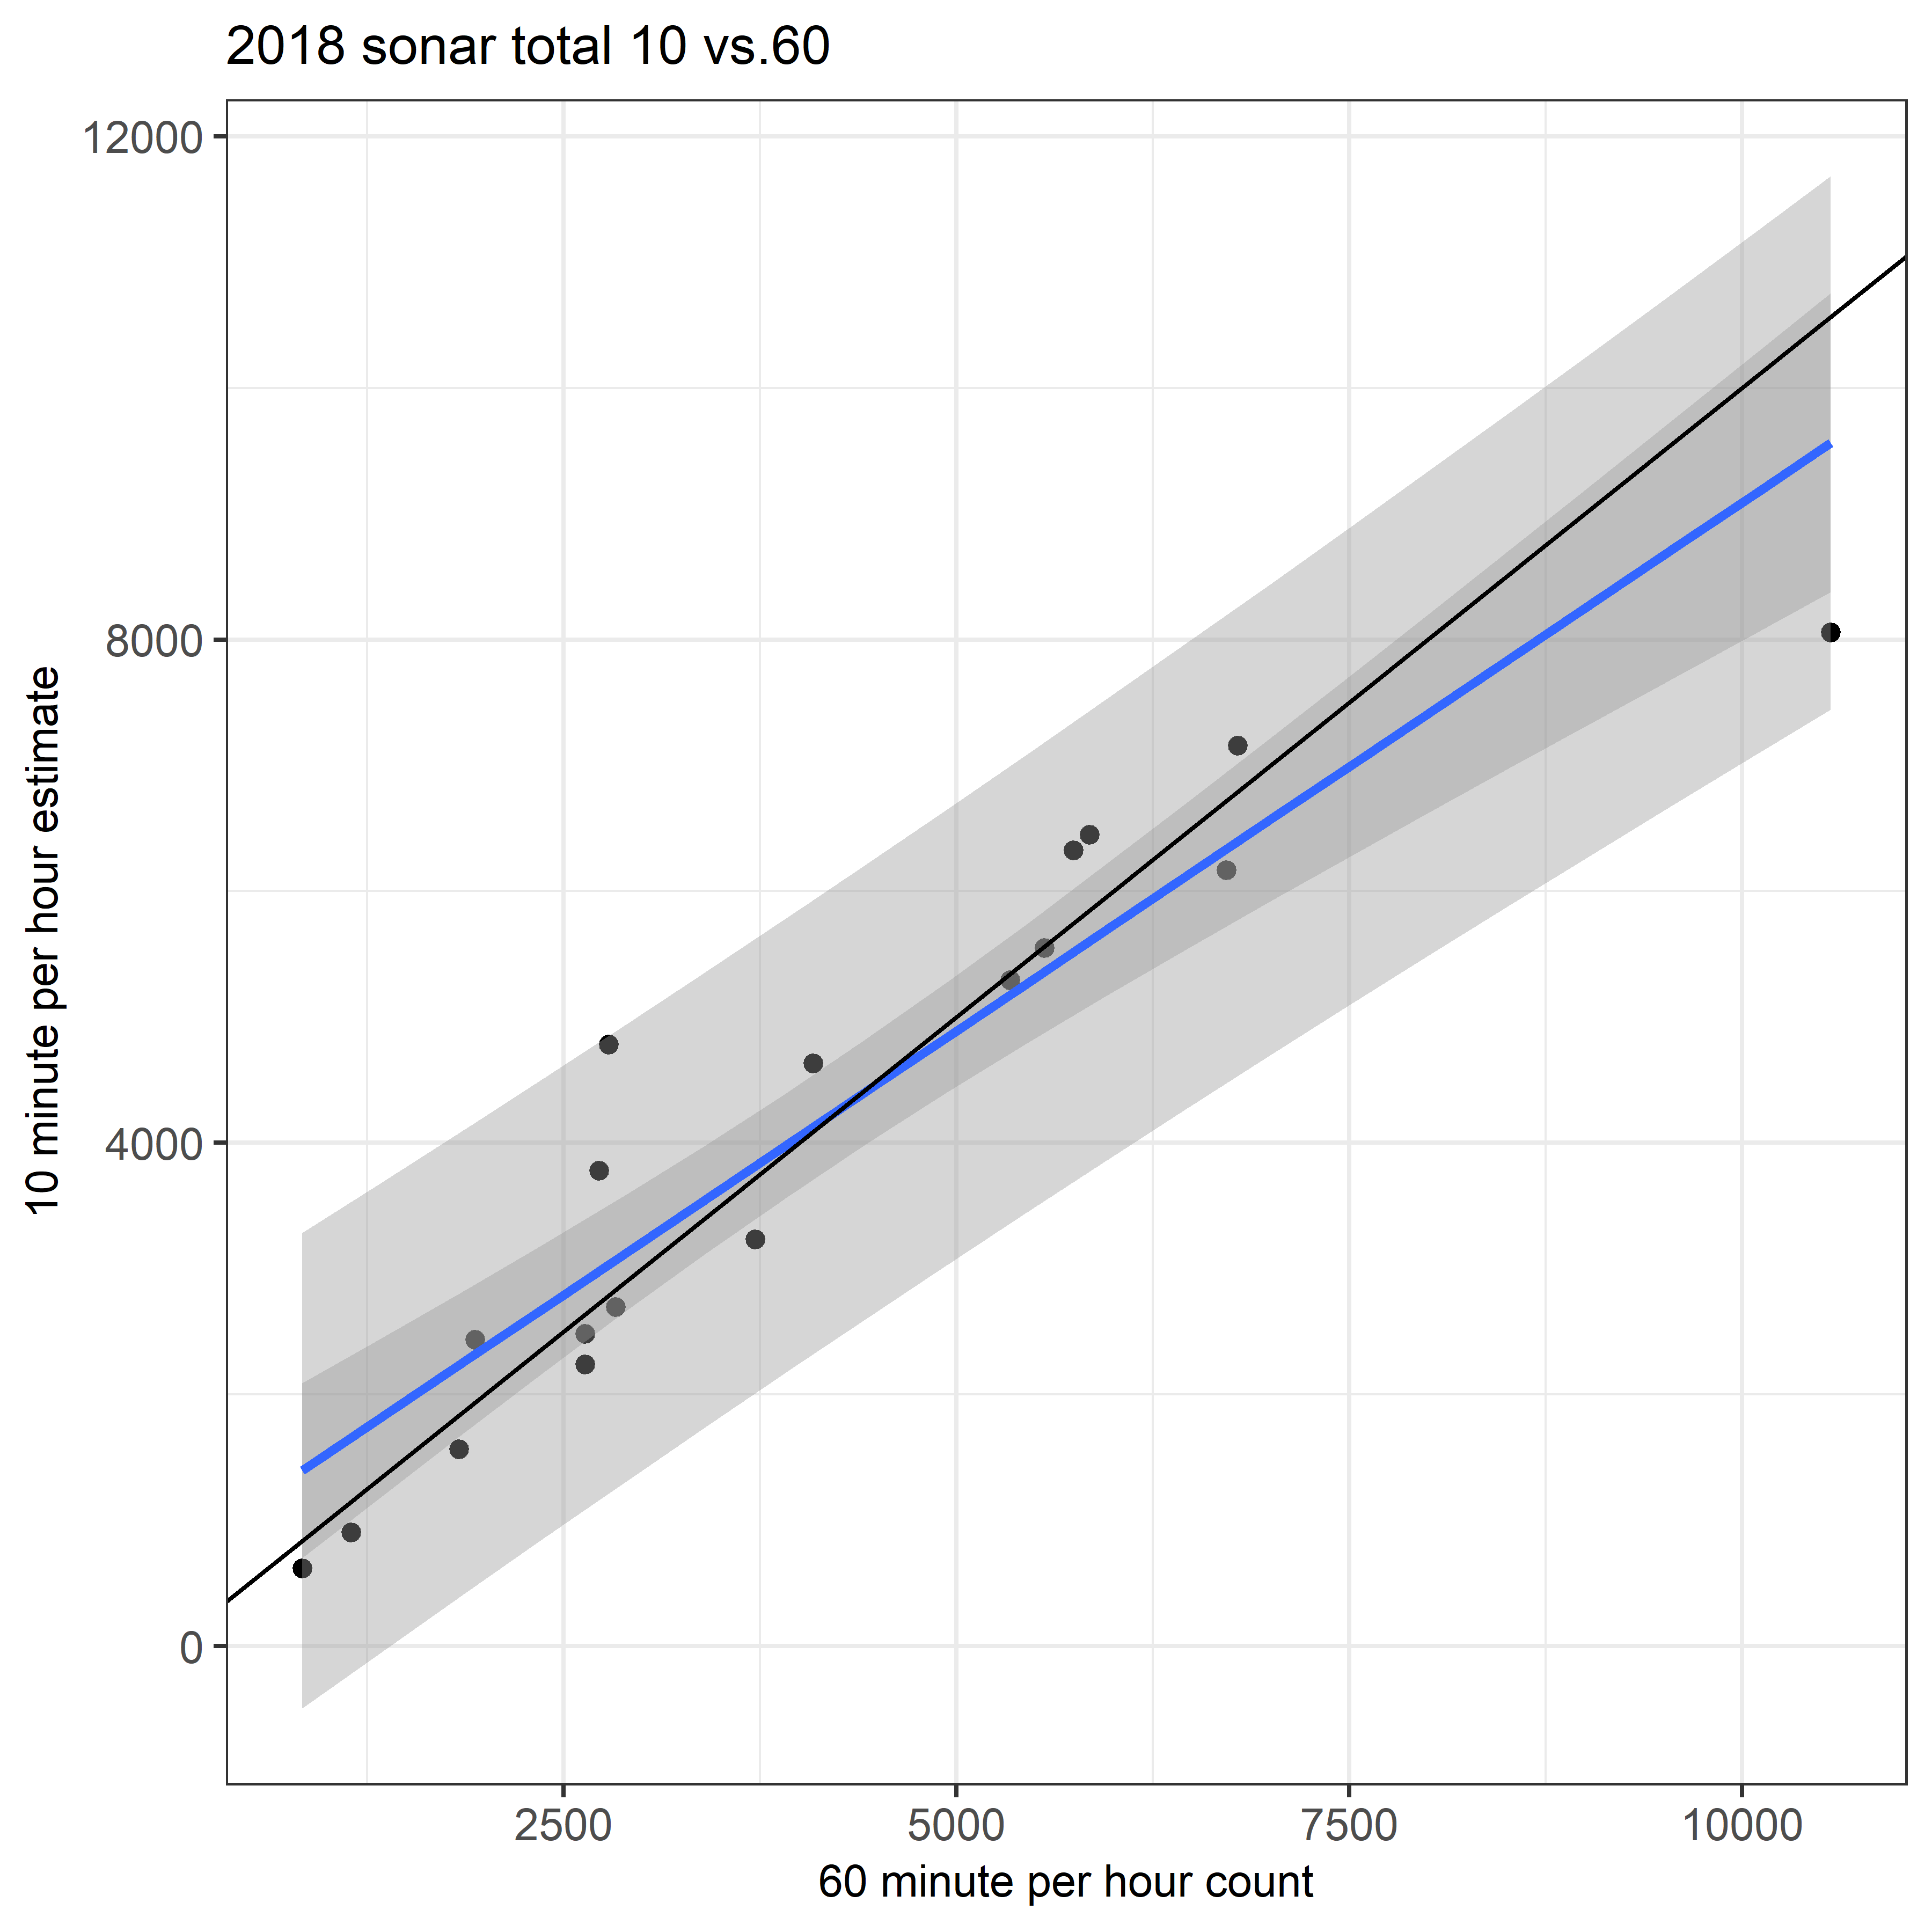 2018 sonar total 10 vs.60
12000
8000
4000
0
10 minute per hour estimate
2500 5000 7500 10000
60 minute per hour count